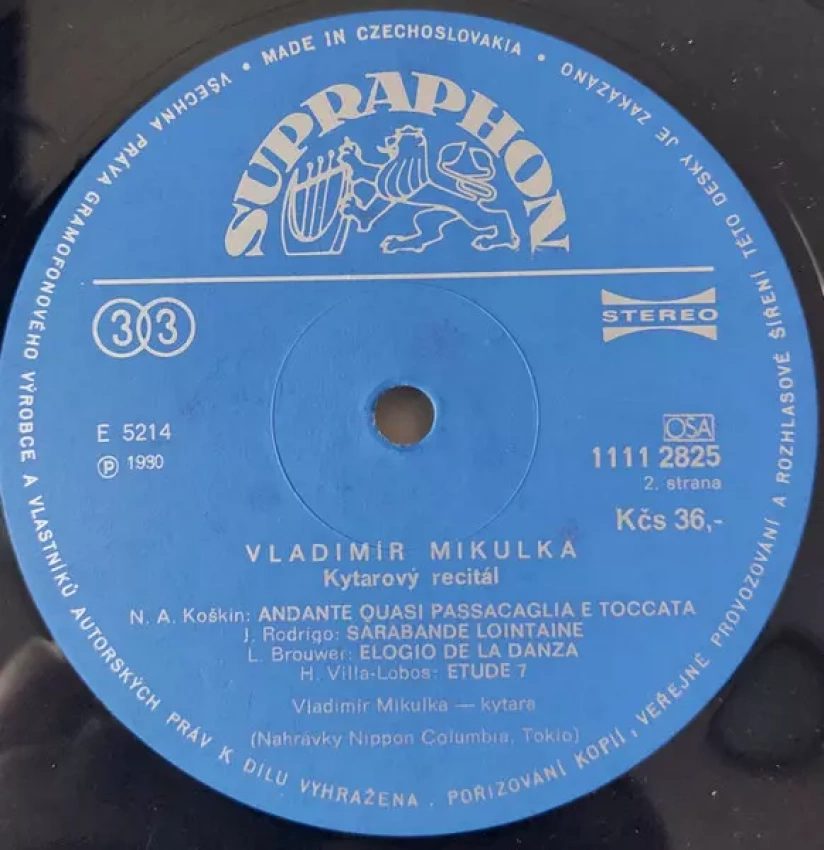 VŠECHNA PRÁVA GRAMOFONOVÉHO VÝROBCE A VLASTNÍKŮ AUTORSKÝCH PRÁV K DÍLU VYHRAŽENA . POŘIZOVÁNÍ KOPIÍ, VEŘEJNÉ PROVOZOVÁNÍ A ROZHLASOVÉ ŠÍŘENÍ TÉTO DESKY JE ZAKÁZÁNO
• MADE IN CZECHOSLOVAKIA •
SUPRAPHON
33
STEREO
E 5214
Ⓟ 1980
OSA
1111 2825
2. strana
Kčs 36,-
VLADIMÍR MIKULKA
Kytarový recitál
N. A. Koškin: ANDANTE QUASI PASSACAGLIA E TOCCATA
J. Rodrigo: SARABANDE LOINTAINE
L. Brouwer: ELOGIO DE LA DANZA
H. Villa-Lobos: ETUDE 7
Vladimír Mikulka — kytara
(Nahrávky Nippon Columbia, Tokio)